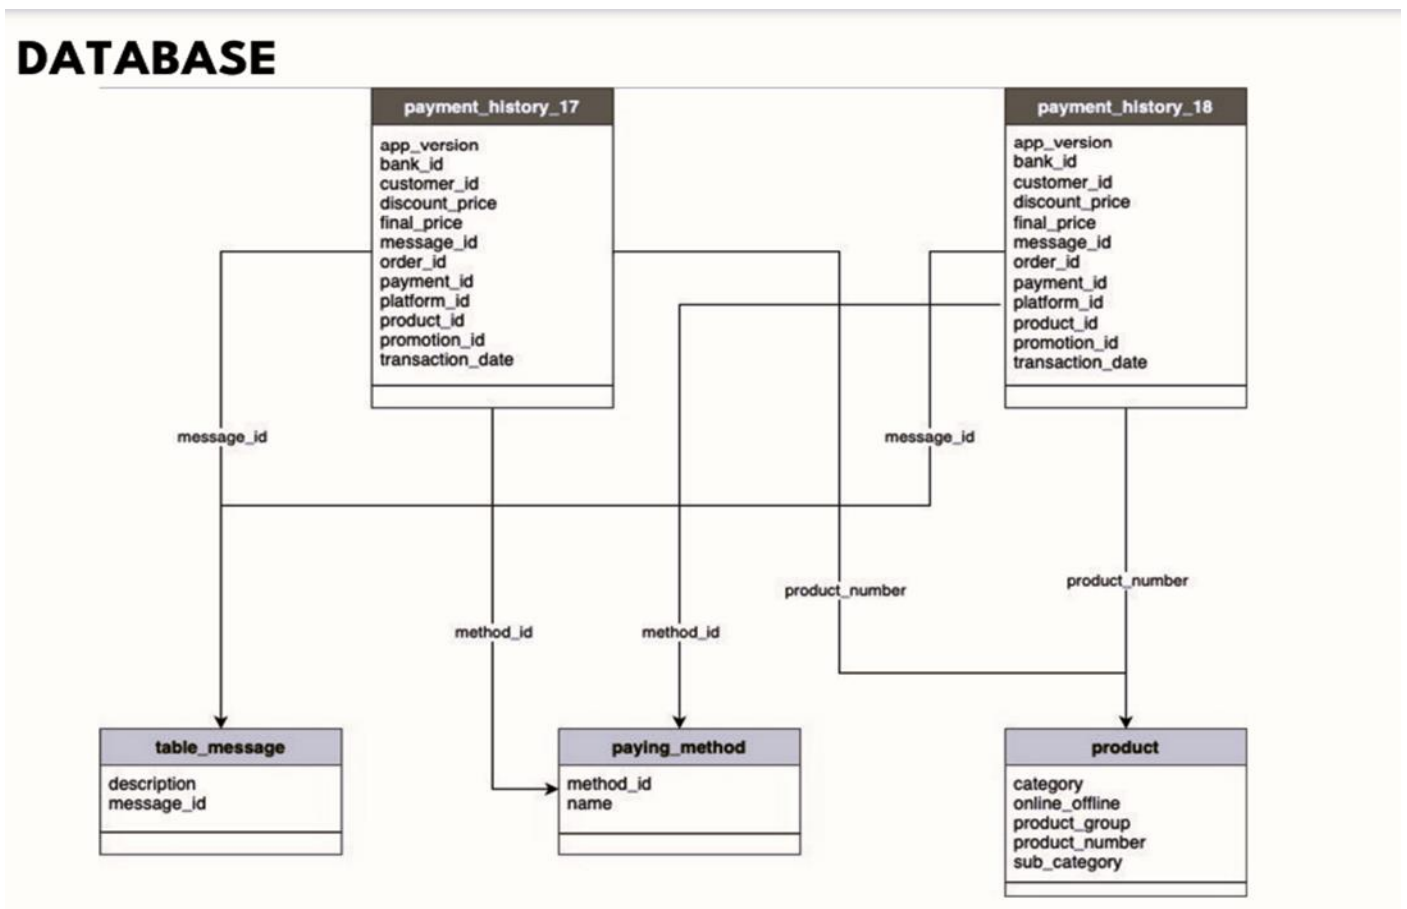 DATABASE
payment_history_17
app_version
bank_id
customer_id
discount_price
final_price
message_id
order_id
payment_id
platform_id
product_id
promotion_id
transaction_date
payment_history_18
app_version
bank_id
customer_id
discount_price
final_price
message_id
order_id
payment_id
platform_id
product_id
promotion_id
transaction_date
message_id
message_id
product_number
product_number
method_id
method_id
table_message
description
message_id
paying_method
method_id
name
product
category
online_offline
product_group
product_number
sub_category